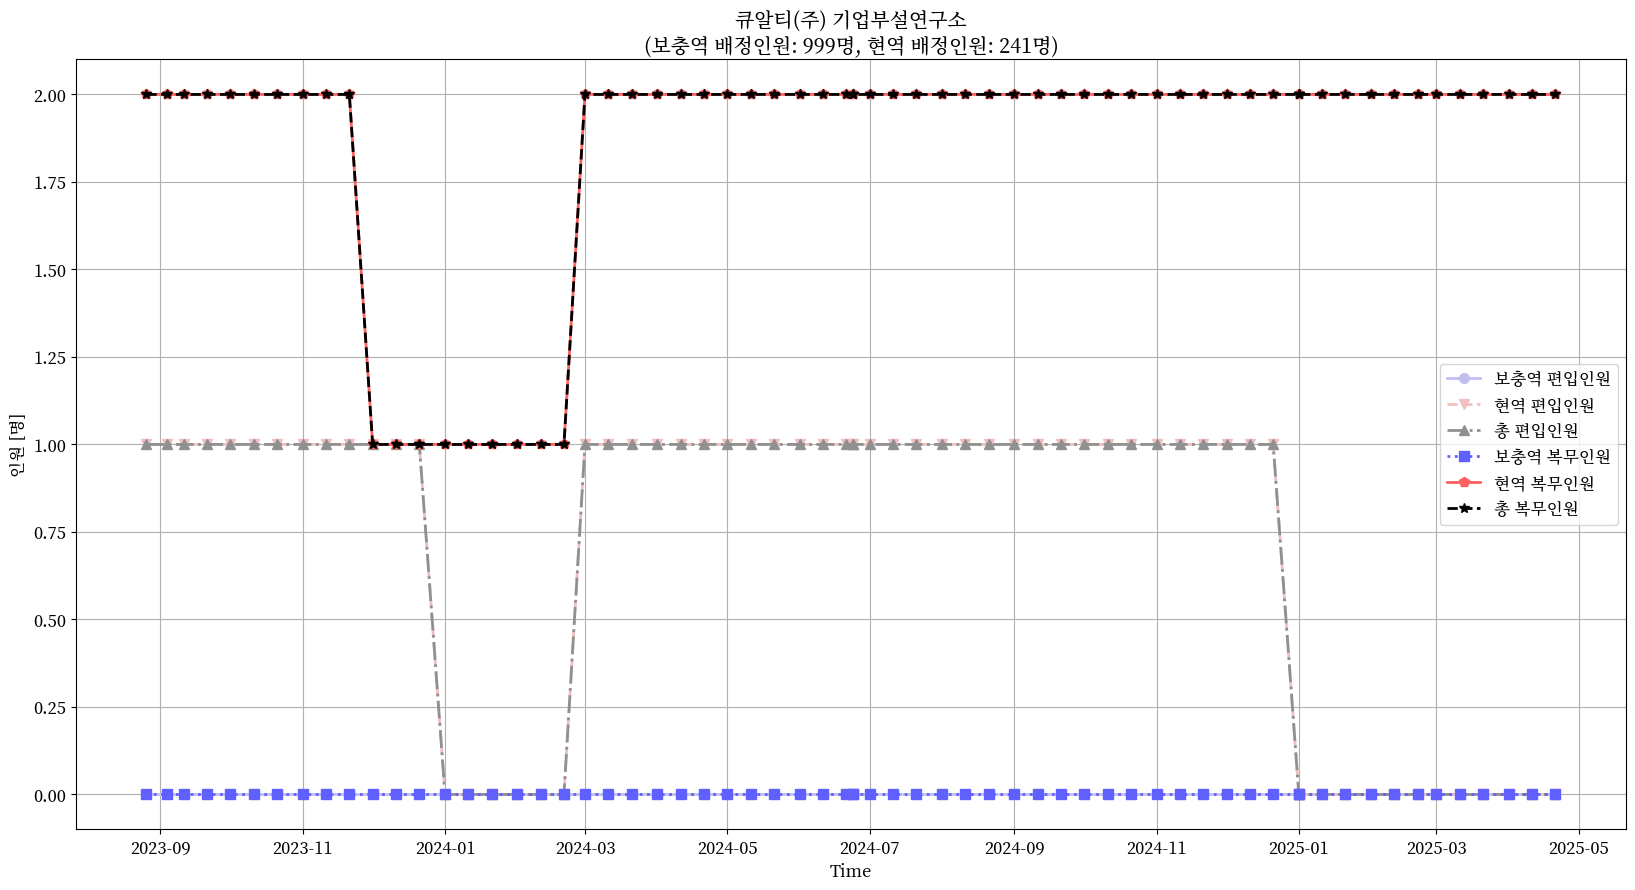 큐알티(주) 기업부설연구소
(보충역 배정인원: 999명, 현역 배정인원: 241명)
인원 [명]
2.00
1.75
1.50
1.25
1.00
0.75
0.50
0.25
0.00
보충역 편입인원
현역 편입인원
총 편입인원
보충역 복무인원
현역 복무인원
총 복무인원
2023-09 2023-11 2024-01 2024-03 2024-05 2024-07 2024-09 2024-11 2025-01 2025-03 2025-05
Time